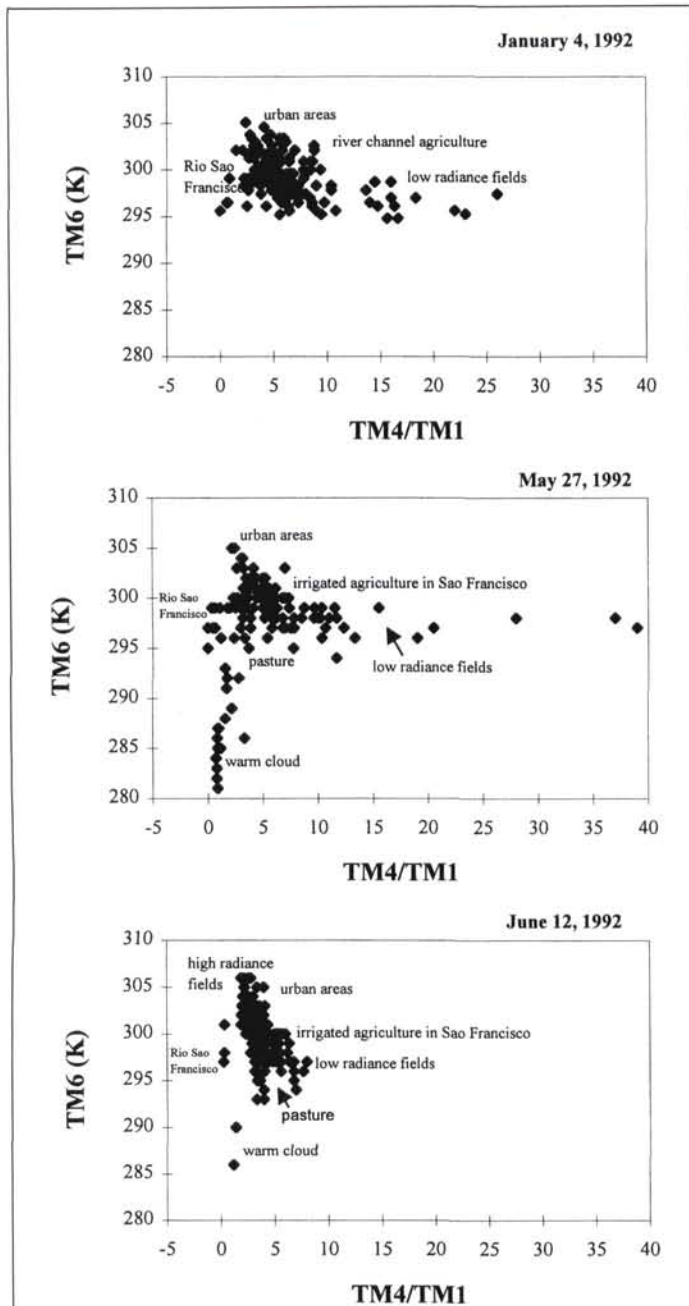 January 4, 1992
310
305
300
295
290
285
280
TM6 (K)
urban areas
river channel agriculture
Rio Sao
Francisco
low radiance fields
-5 0 5 10 15 20 25 30 35 40
TM4/TM1
May 27, 1992
310
305
300
295
290
285
280
TM6 (K)
urban areas
irrigated agriculture in Sao Francisco
Rio Sao
Francisco
pasture
low radiance fields
warm cloud
-5 0 5 10 15 20 25 30 35 40
TM4/TM1
June 12, 1992
310
305
300
295
290
285
280
TM6 (K)
high radiance
fields
urban areas
irrigated agriculture in Sao Francisco
Rio Sao
Francisco
low radiance fields
pasture
warm cloud
-5 0 5 10 15 20 25 30 35 40
TM4/TM1